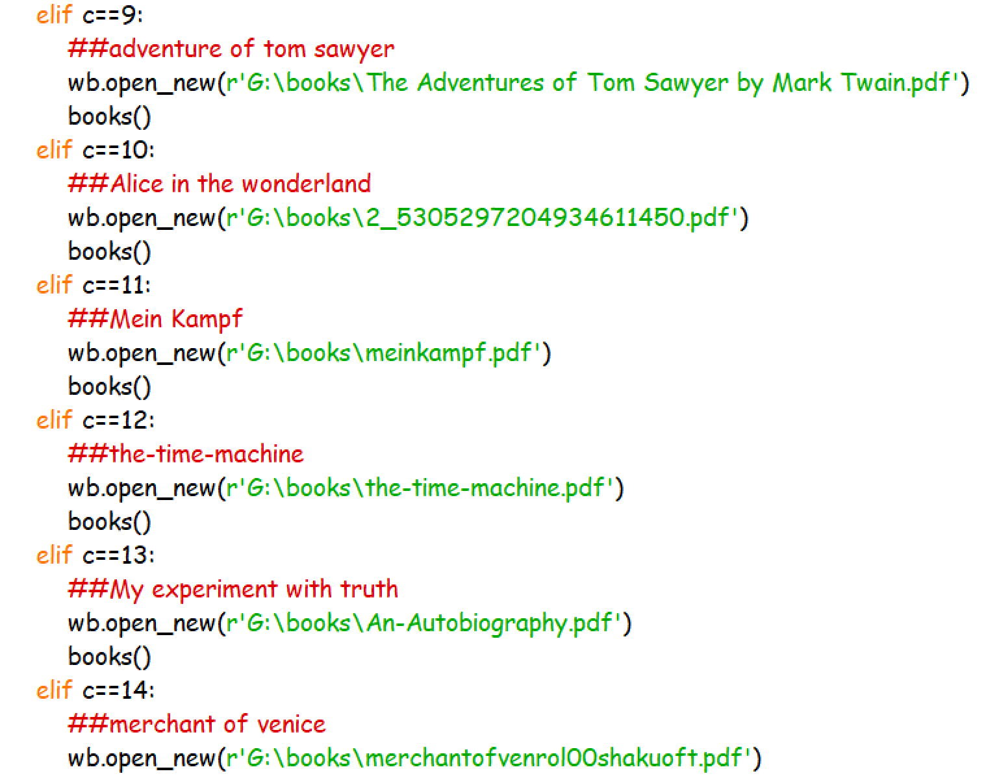 elif c==9:
##adventure of tom sawyer
wb.open_new(r'G:\books\The Adventures of Tom Sawyer by Mark Twain.pdf')
books()
elif c==10:
##Alice in the wonderland
wb.open_new(r'G:\books\2_5305297204934611450.pdf')
books()
elif c==11:
##Mein Kampf
wb.open_new(r'G:\books\meinkampf.pdf')
books()
elif c==12:
##the-time-machine
wb.open_new(r'G:\books\the-time-machine.pdf')
books()
elif c==13:
##My experiment with truth
wb.open_new(r'G:\books\An-Autobiography.pdf')
books()
elif c==14:
##merchant of venice
wb.open_new(r'G:\books\merchantofvenrol00shakuoft.pdf')